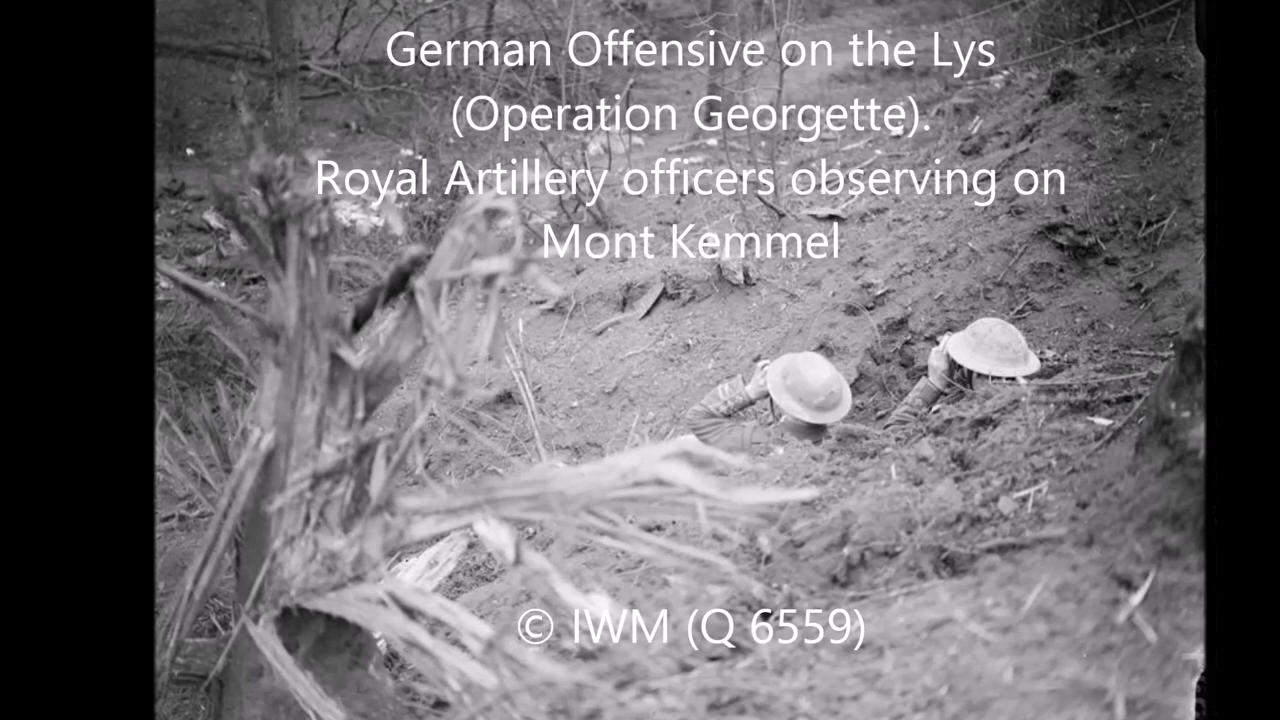 German Offensive on the Lys
(Operation Georgette).
Royal Artillery officers observing on
Mont Kemmel
© IWM (Q 6559)